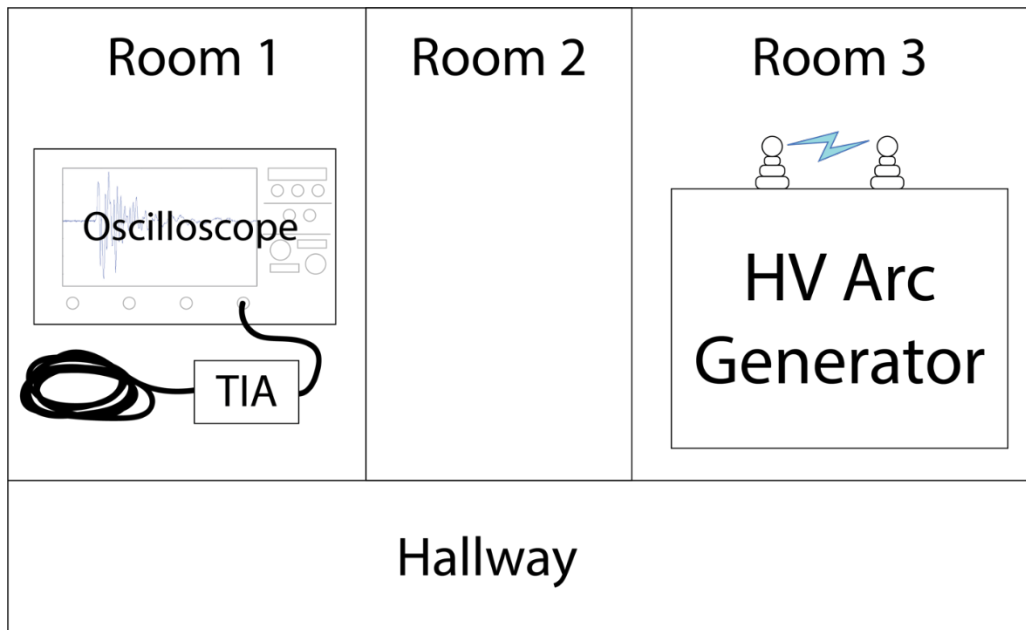 Room 1
Room 2
Room 3
Oscilloscope
HV Arc
Generator
TIA
Hallway